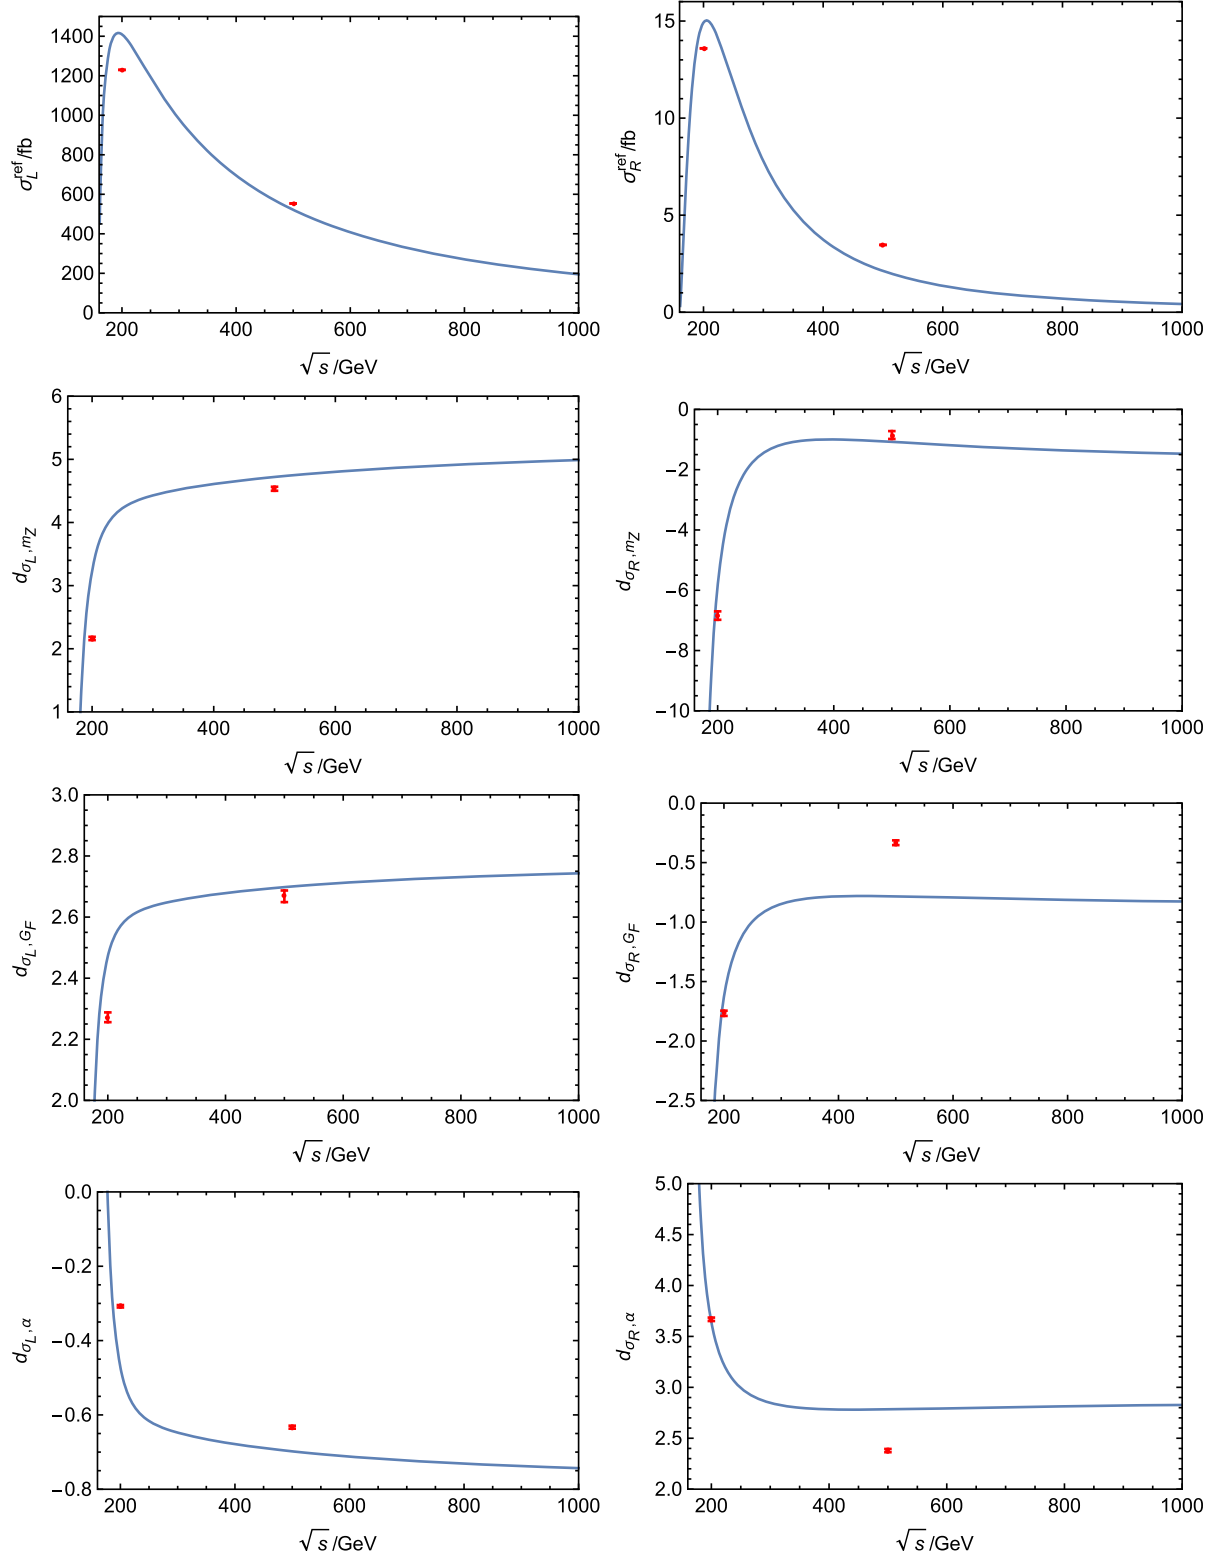 1400
1200
1000
800
600
400
200
0
σ_L^ref/fb
200 400 600 800 1000
√s/GeV
15
10
5
0
σ_R^ref/fb
200 400 600 800 1000
√s/GeV
6
5
4
3
2
1
d_{σ_L, m_Z}
200 400 600 800 1000
√s/GeV
0
−2
−4
−6
−8
−10
d_{σ_R, m_Z}
200 400 600 800 1000
√s/GeV
3.0
2.8
2.6
2.4
2.2
2.0
d_{σ_L, G_F}
200 400 600 800 1000
√s/GeV
0.0
−0.5
−1.0
−1.5
−2.0
−2.5
d_{σ_R, G_F}
200 400 600 800 1000
√s/GeV
0.0
−0.2
−0.4
−0.6
−0.8
d_{σ_L, α}
200 400 600 800 1000
√s/GeV
5.0
4.5
4.0
3.5
3.0
2.5
2.0
d_{σ_R, α}
200 400 600 800 1000
√s/GeV